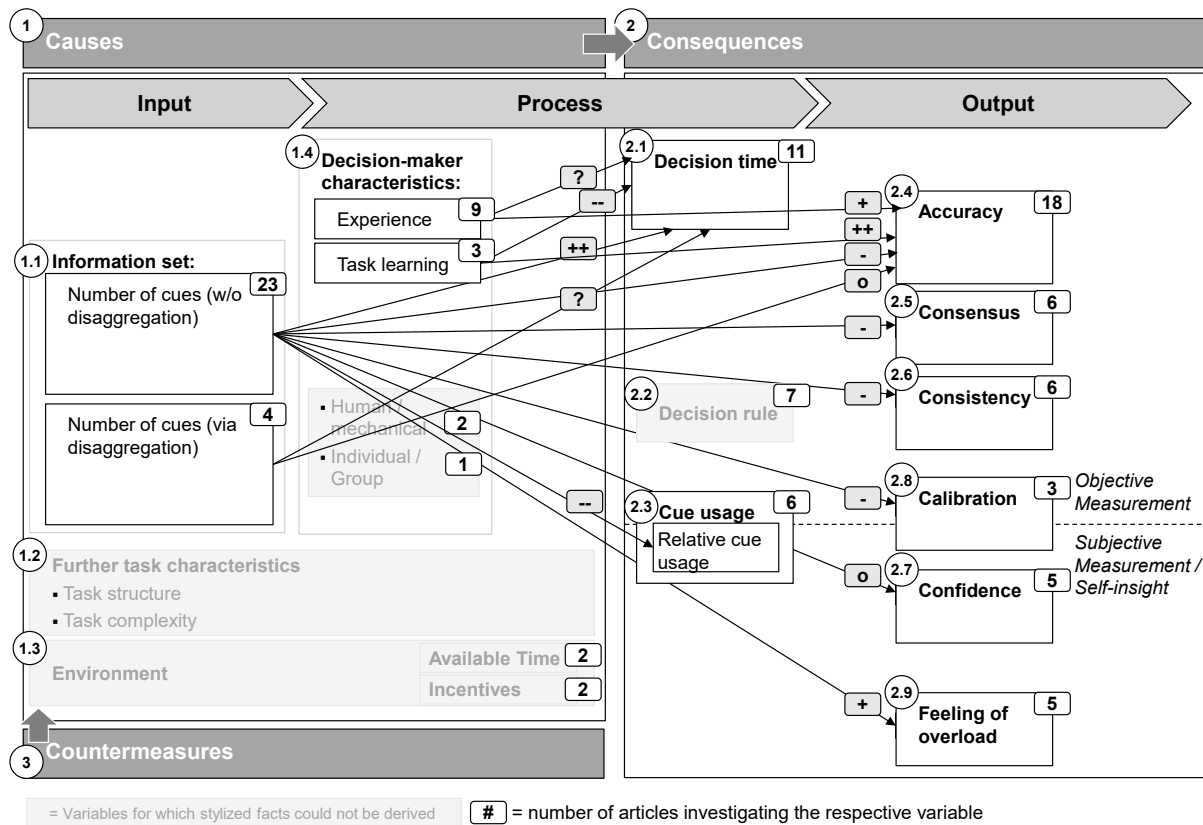 1
Causes
2
Consequences
Input
Process
Output
1.4
Decision-maker
characteristics:
Experience
9
Task learning
3
1.1
Information set:
Number of cues (w/o
disaggregation)
23
Number of cues (via
disaggregation)
4
▪ Human /
mechanical
2
▪ Individual /
Group
1
1.2
Further task characteristics
▪ Task structure
▪ Task complexity
1.3
Environment
Available Time
2
Incentives
2
3
Countermeasures
?
--
++
?
--
2.1
Decision time
11
2.2
Decision rule
7
2.3
Cue usage
6
Relative cue
usage
+
++
-
o
-
-
-
o
+
2.4
Accuracy
18
2.5
Consensus
6
2.6
Consistency
6
2.8
Calibration
3
Objective
Measurement
Subjective
Measurement /
Self-insight
2.7
Confidence
5
2.9
Feeling of
overload
5
= Variables for which stylized facts could not be derived
# = number of articles investigating the respective variable